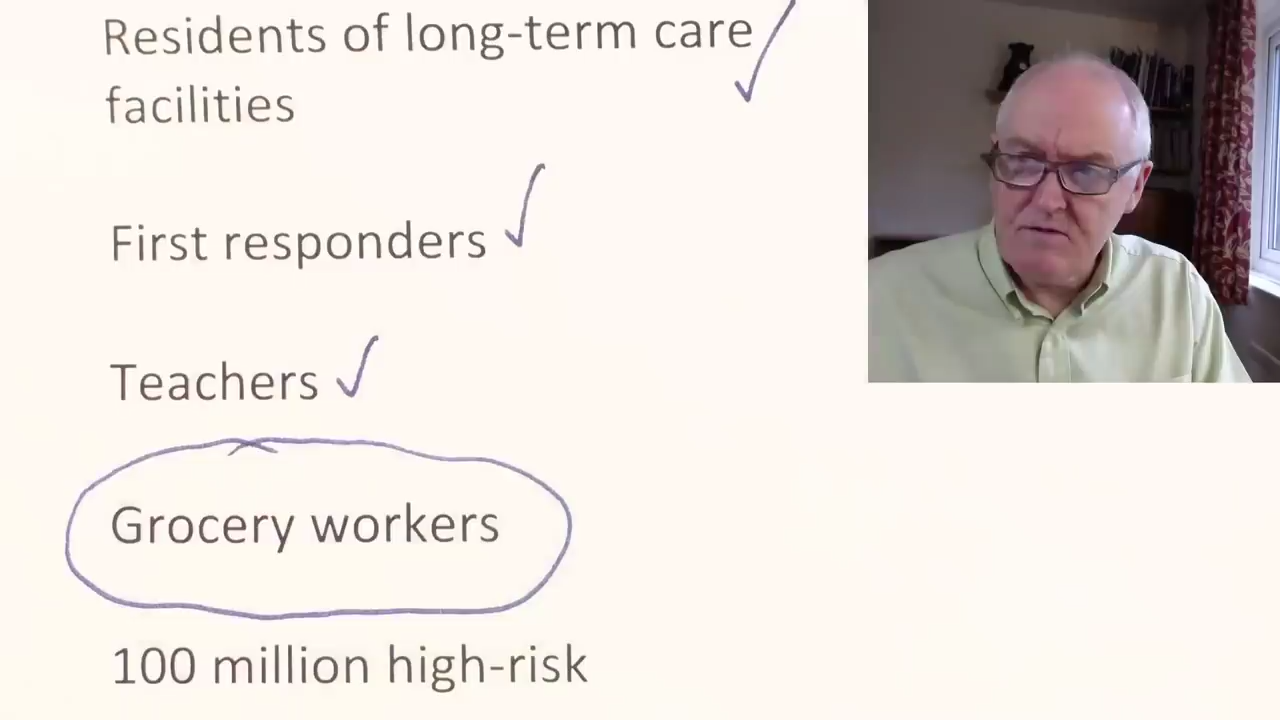 Residents of long-term care
facilities
First responders
Teachers
Grocery workers
100 million high-risk